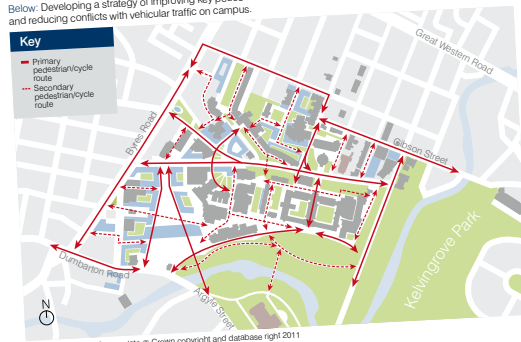 Below: Developing a strategy of improving key
and reducing conflicts with vehicular traffic on campus.
Key
Primary
pedestrian/cycle
route
Secondary
pedestrian/cycle
route
Great Western Road
Byres Road
Gibson Street
Kelvingrove Park
Dumbarton Road
Argyle Street
N
© Crown copyright and database right 2011